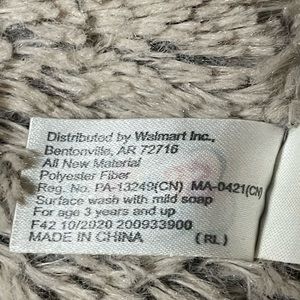 Distributed by Walmart Inc.,
Bentonville, AR 72716
All New Material
Polyester Fiber
Reg. No. PA-13249(CN) MA-0421(CN)
Surface wash with mild soap
For age 3 years and up
F42 10/2020 200933900
MADE IN CHINA (RL)